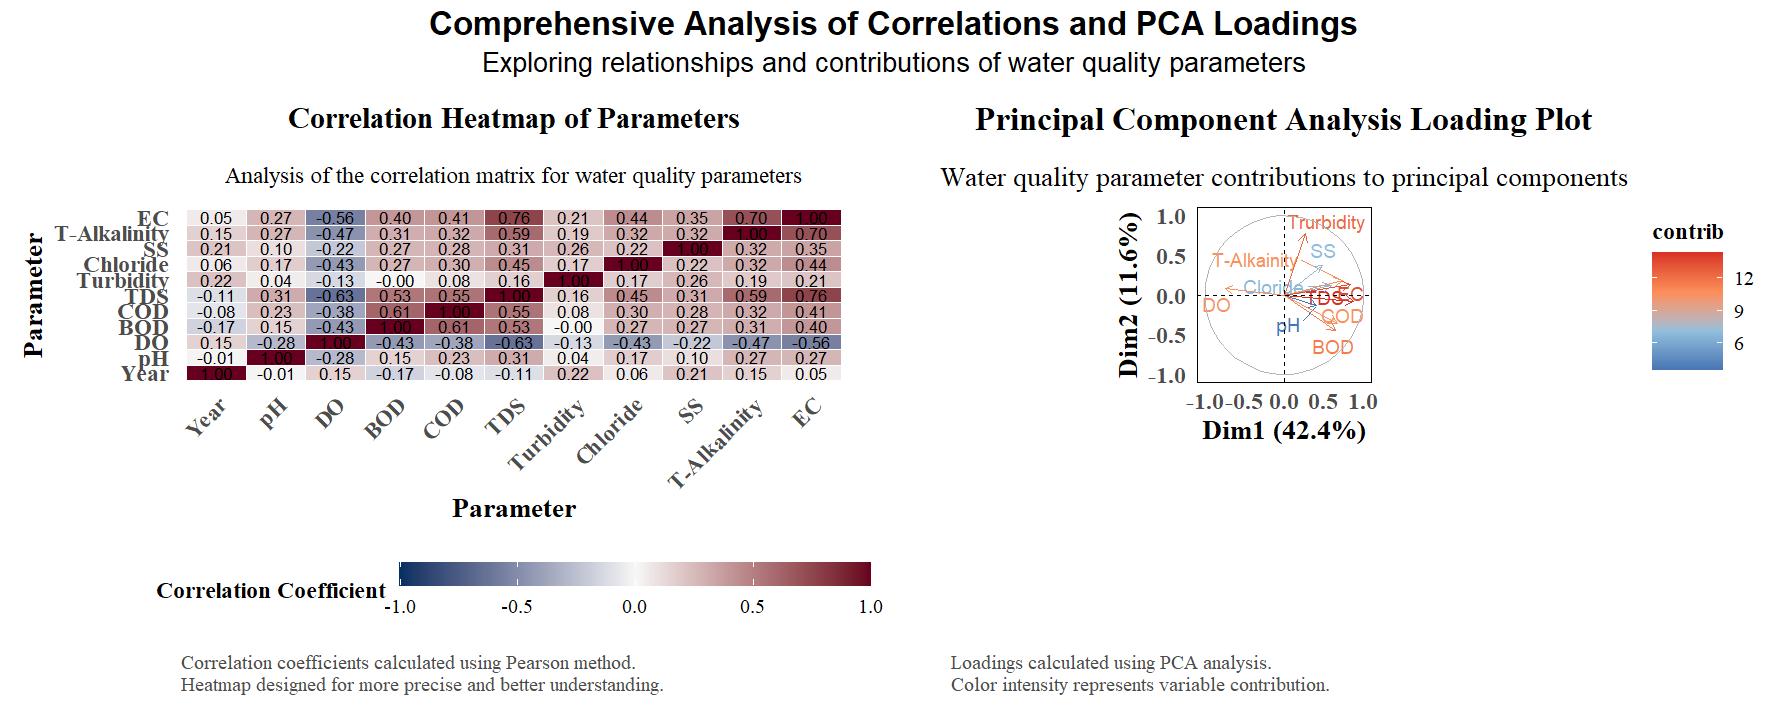 Comprehensive Analysis of Correlations and PCA Loadings
Exploring relationships and contributions of water quality parameters
Correlation Heatmap of Parameters
Analysis of the correlation matrix for water quality parameters
Parameter
EC 0.05 0.27 -0.56 0.40 0.41 0.76 0.21 0.44 0.35 0.70 1.00
T-Alkalinity 0.15 0.27 -0.47 0.31 0.32 0.59 0.19 0.32 0.32 1.00 0.70
SS 0.21 0.10 -0.22 0.27 0.28 0.31 0.26 0.22 1.00 0.32 0.35
Chloride 0.06 0.17 -0.43 0.27 0.30 0.45 0.17 1.00 0.22 0.32 0.44
Turbidity 0.22 0.04 -0.13 -0.00 0.08 0.16 1.00 0.17 0.26 0.19 0.21
TDS -0.11 0.31 -0.63 0.53 0.55 1.00 0.16 0.45 0.31 0.59 0.76
COD -0.08 0.23 -0.38 0.61 1.00 0.55 0.08 0.30 0.28 0.32 0.41
BOD -0.17 0.15 -0.43 1.00 0.61 0.53 -0.00 0.27 0.27 0.31 0.40
DO 0.15 -0.28 1.00 -0.43 -0.38 -0.63 -0.13 -0.43 -0.22 -0.47 -0.56
pH -0.01 1.00 -0.28 0.15 0.23 0.31 0.04 0.17 0.10 0.27 0.27
Year 1.00 -0.01 0.15 -0.17 -0.08 -0.11 0.22 0.06 0.21 0.15 0.05
Year pH DO BOD COD TDS Turbidity Chloride SS T-Alkalinity EC
Parameter
Correlation Coefficient
-1.0 -0.5 0.0 0.5 1.0
Correlation coefficients calculated using Pearson method.
Heatmap designed for more precise and better understanding.
Principal Component Analysis Loading Plot
Water quality parameter contributions to principal components
Dim2 (11.6%)
1.0
0.5
0.0
-0.5
-1.0
Trurbidity
SS
T-Alkainity
Cloride
TDS
EC
DO
COD
pH
BOD
-1.0 -0.5 0.0 0.5 1.0
Dim1 (42.4%)
contrib
12
9
6
Loadings calculated using PCA analysis.
Color intensity represents variable contribution.